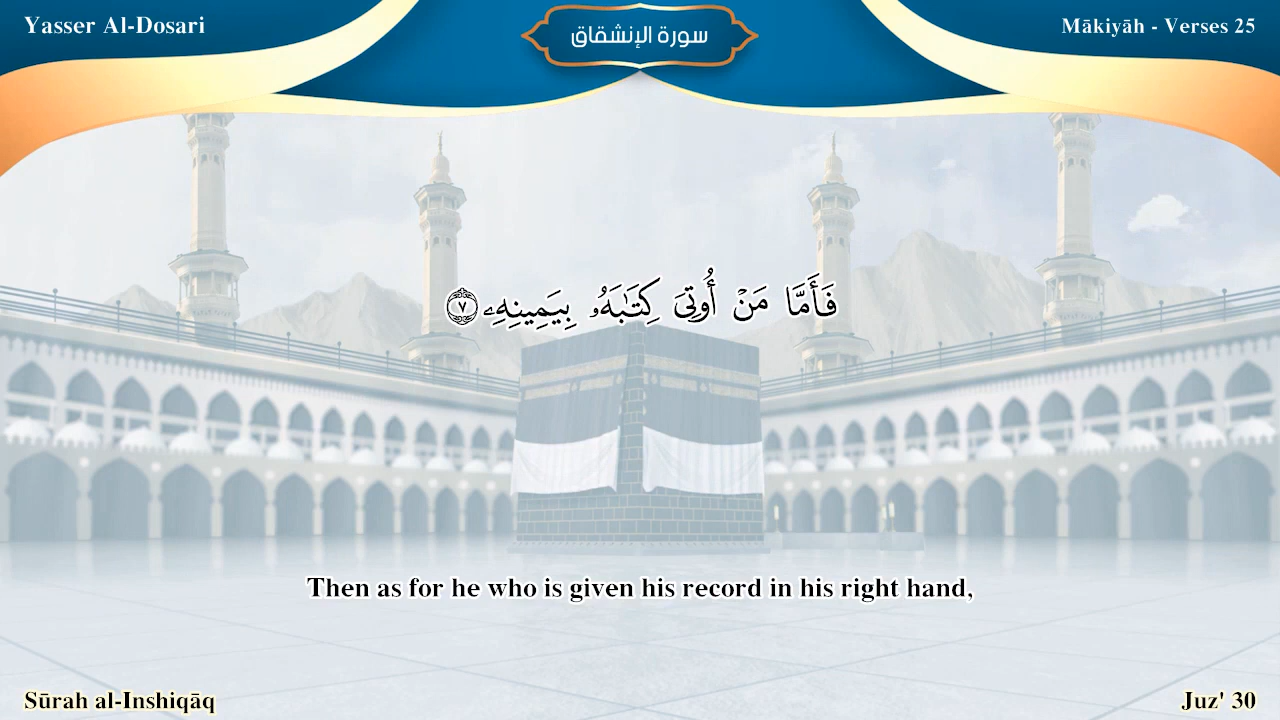 Yasser Al-Dosari
سورة الإنشقاق
Mākiyāh - Verses 25
فَأَمَّا مَنْ أُوتِىَ كِتَٰبَهُۥ بِيَمِينِهِۦ ٧
Then as for he who is given his record in his right hand,
Sūrah al-Inshiqāq
Juz' 30